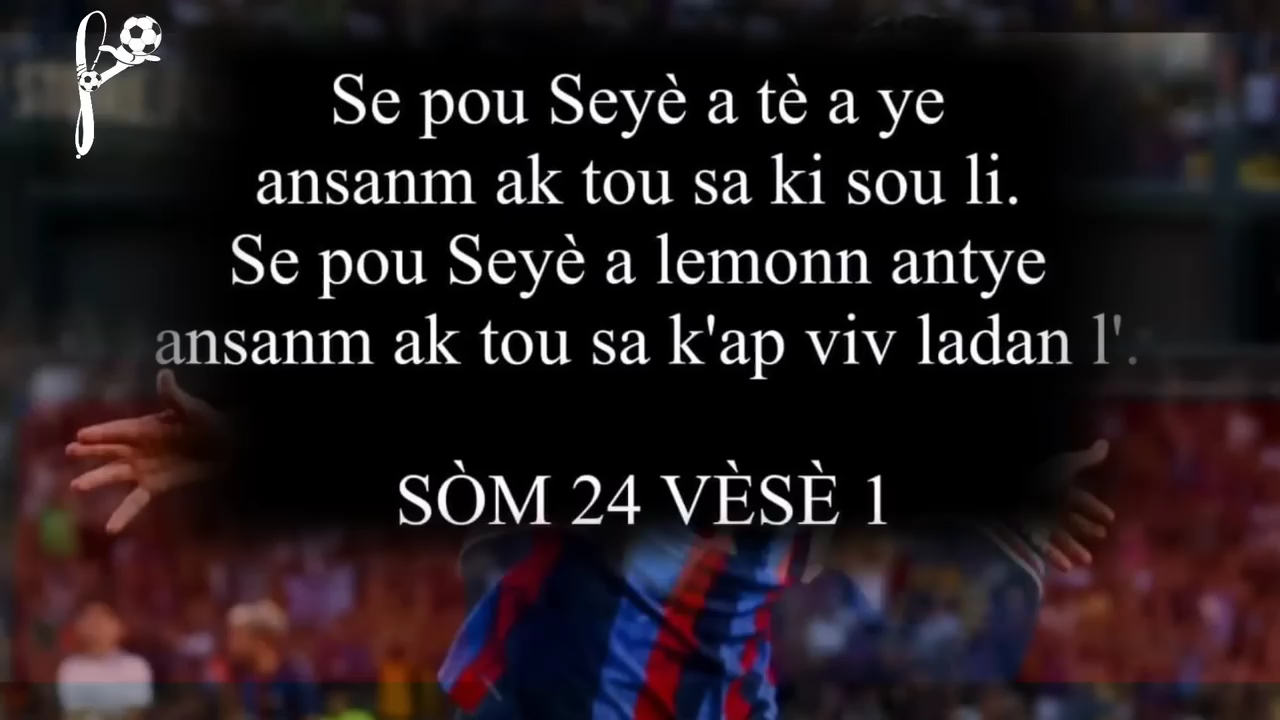 Se pou Seyè a tè a ye
ansanm ak tou sa ki sou li.
Se pou Seyè a lemonn antye
ansanm ak tou sa k'ap viv ladan l'.
SÒM 24 VÈSÈ 1